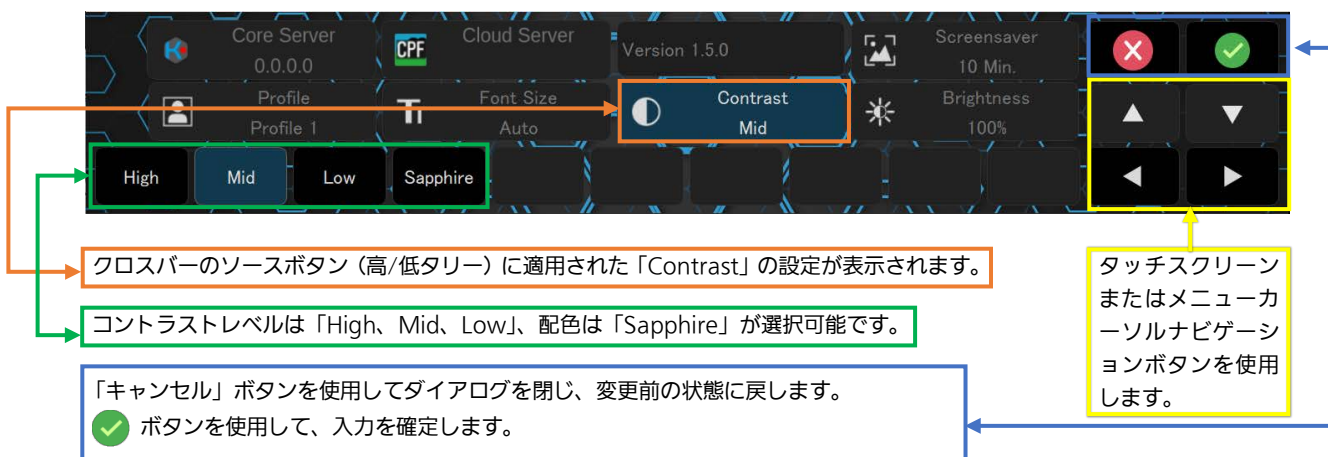 Core Server
0.0.0.0
CPF
Cloud Server
Version 1.5.0
Screensaver
10 Min.
Profile
Profile 1
Font Size
Auto
Contrast
Mid
Brightness
100%
High
Mid
Low
Sapphire
クロスバーのソースボタン（高/低タリー）に適用された「Contrast」の設定が表示されます。
コントラストレベルは「High、Mid、Low」、配色は「Sapphire」が選択可能です。
「キャンセル」ボタンを使用してダイアログを閉じ、変更前の状態に戻します。
ボタンを使用して、入力を確定します。
タッチスクリーン
またはメニューカ
ーソルナビゲーシ
ョンボタンを使用
します。